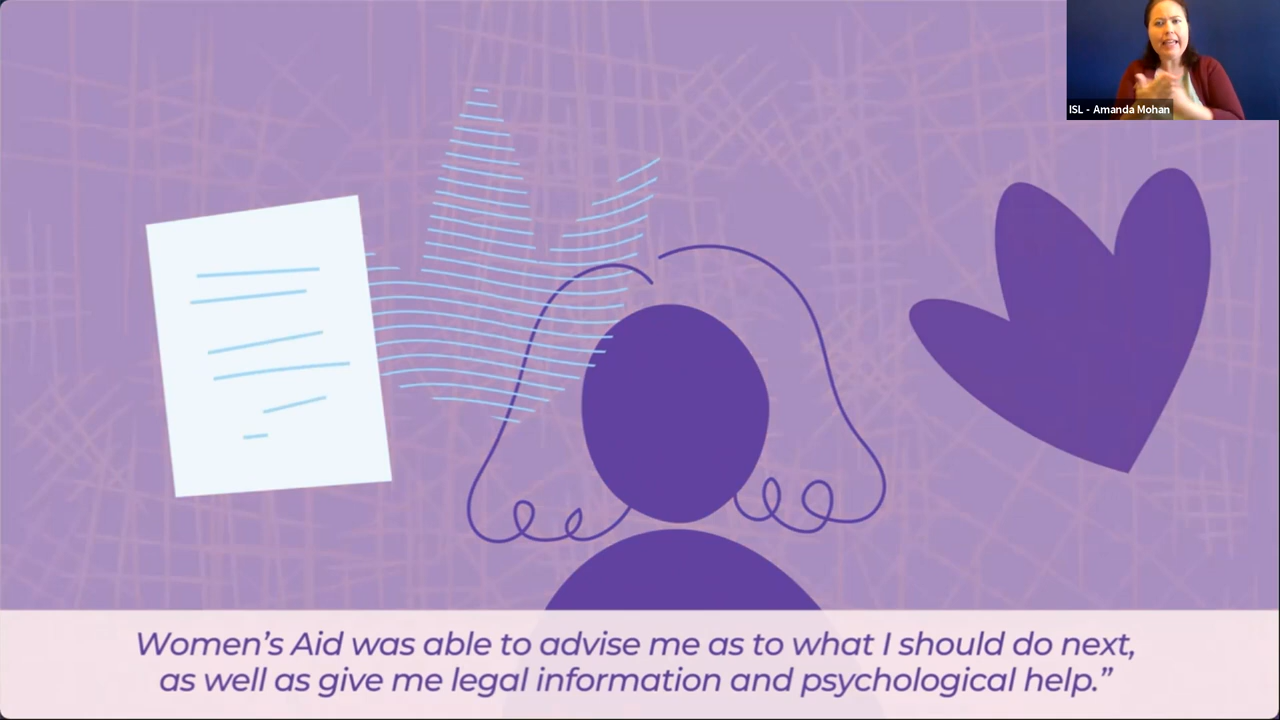 ISL - Amanda Mohan
Women’s Aid was able to advise me as to what I should do next,
as well as give me legal information and psychological help.”